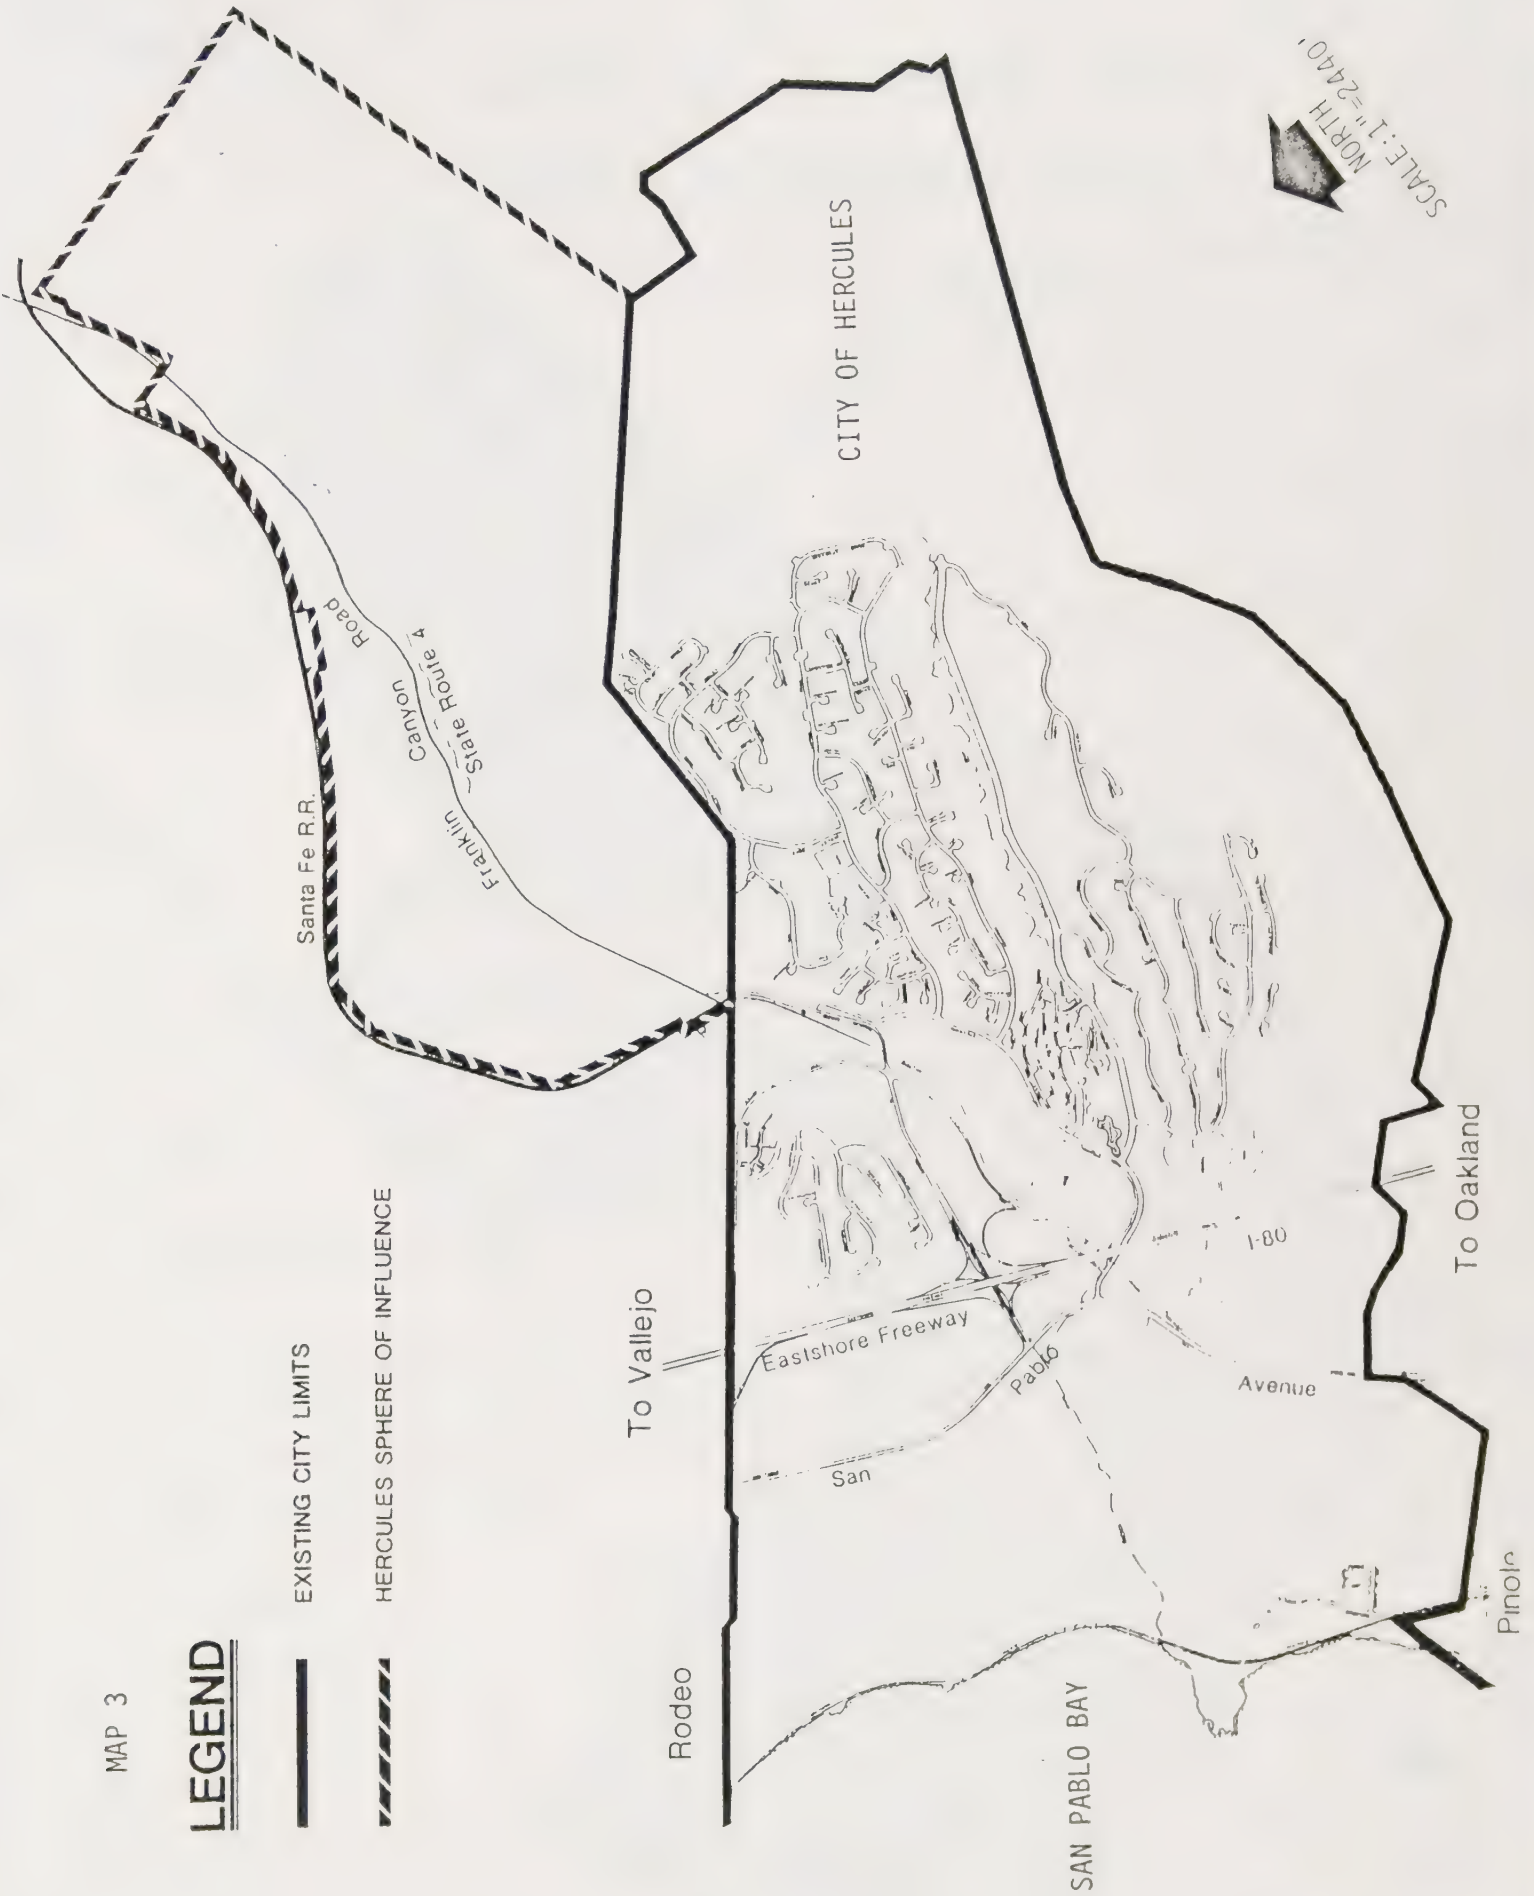 MAP 3
LEGEND
EXISTING CITY LIMITS
HERCULES SPHERE OF INFLUENCE
Santa Fe R.R.
Franklin Canyon Road
State Route 4
CITY OF HERCULES
To Vallejo
Eastshore Freeway
I-80
San Pablo Avenue
Rodeo
SAN PABLO BAY
To Oakland
Pinole
NORTH
SCALE: 1"=2440'